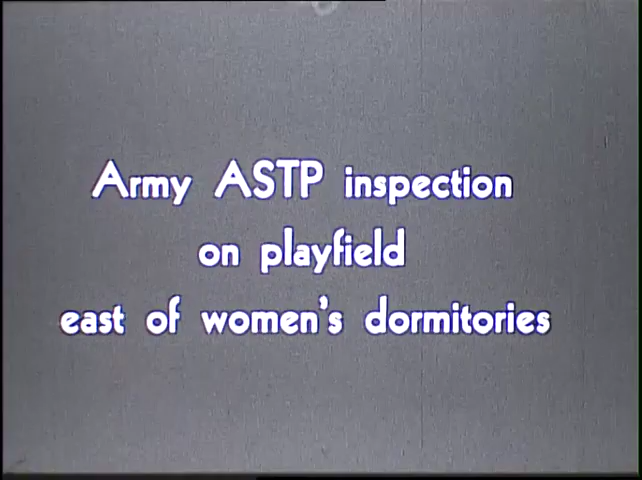 Army ASTP inspection
on playfield
east of women's dormitories